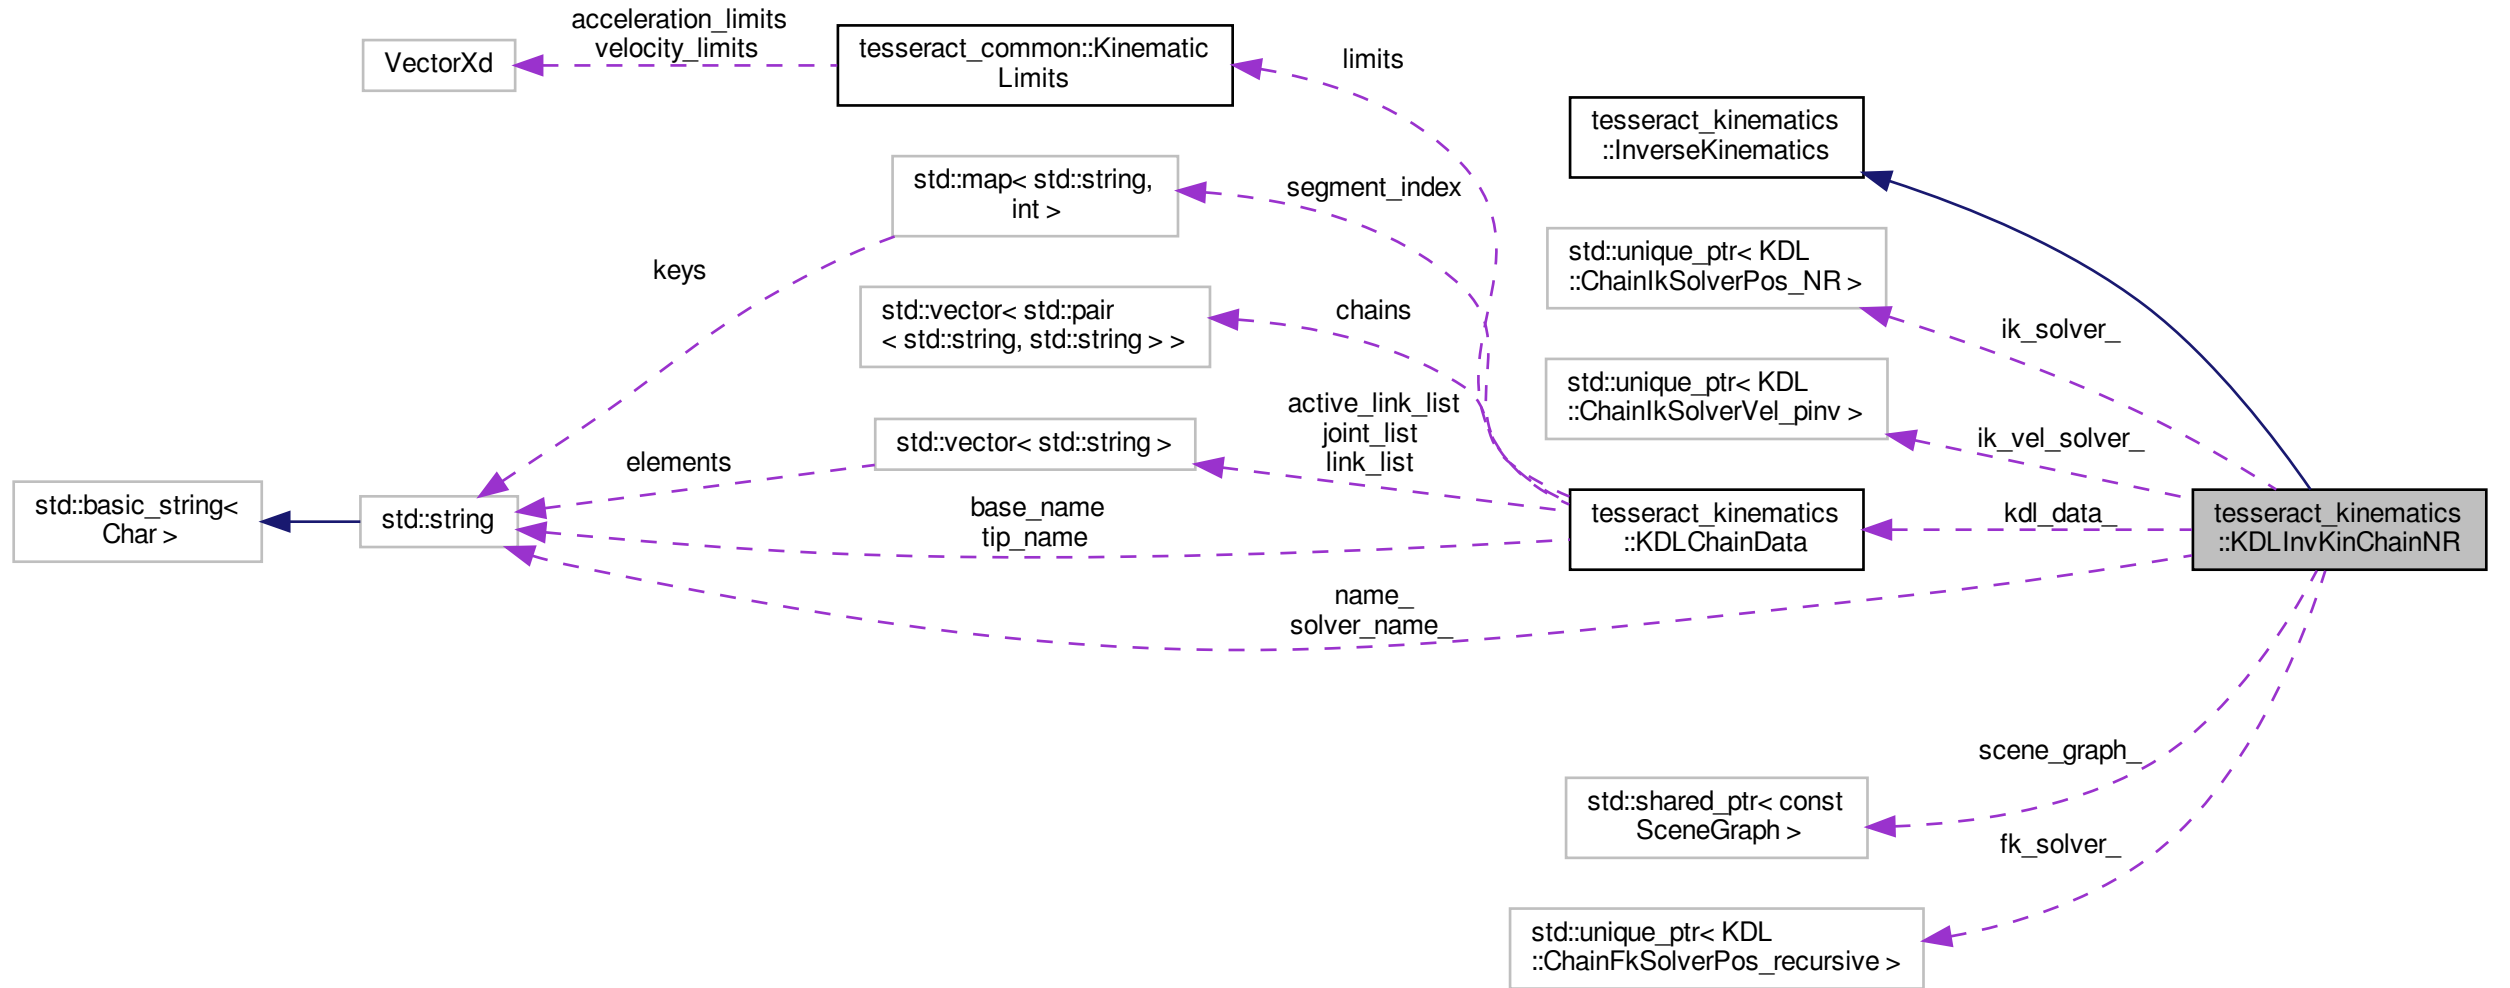 acceleration_limits
velocity_limits
VectorXd
tesseract_common::Kinematic
Limits
limits
tesseract_kinematics
::InverseKinematics
std::map< std::string,
int >
segment_index
keys
std::unique_ptr< KDL
::ChainIkSolverPos_NR >
ik_solver_
std::vector< std::pair
< std::string, std::string > >
chains
std::unique_ptr< KDL
::ChainIkSolverVel_pinv >
ik_vel_solver_
active_link_list
joint_list
link_list
std::vector< std::string >
elements
std::basic_string<
Char >
std::string
base_name
tip_name
tesseract_kinematics
::KDLChainData
kdl_data_
tesseract_kinematics
::KDLInvKinChainNR
name_
solver_name_
scene_graph_
std::shared_ptr< const
SceneGraph >
fk_solver_
std::unique_ptr< KDL
::ChainFkSolverPos_recursive >